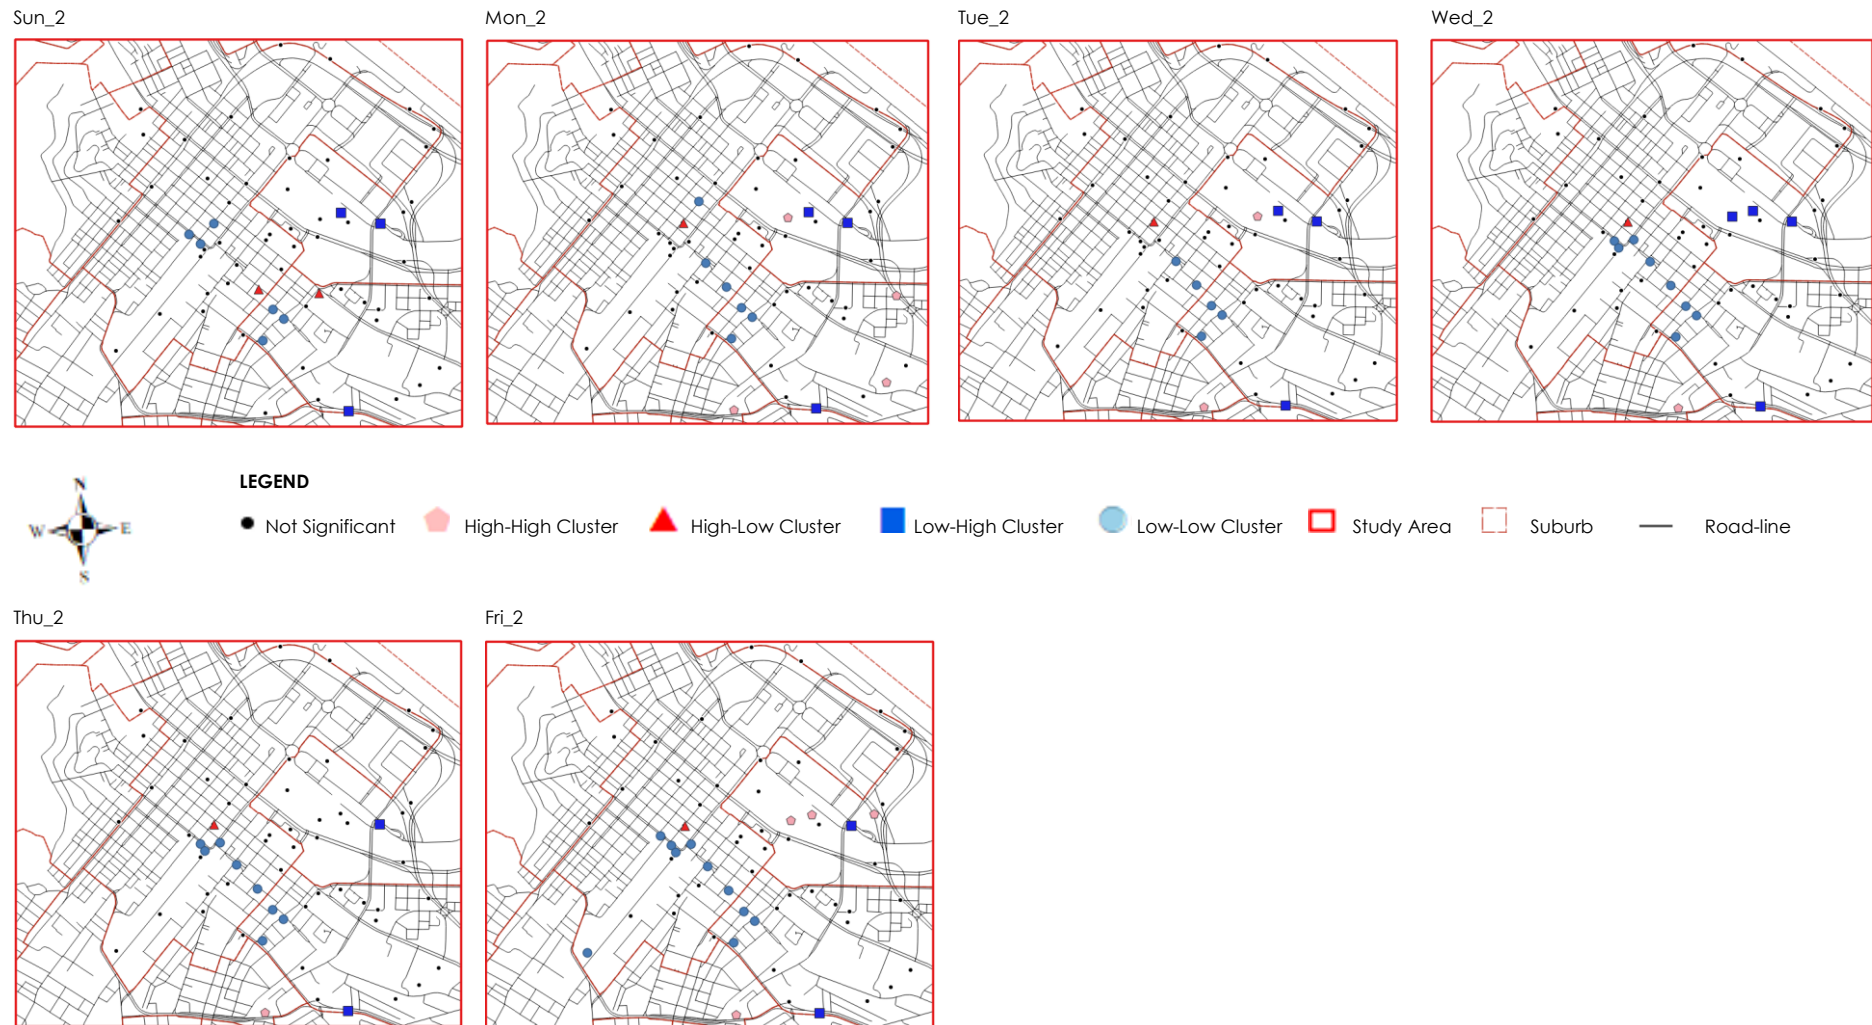 Sun_2 Mon_2 Tue_2 Wed_2
LEGEND
N
W E
S
Not Significant High-High Cluster High-Low Cluster Low-High Cluster Low-Low Cluster Study Area Suburb Road-line
Thu_2 Fri_2